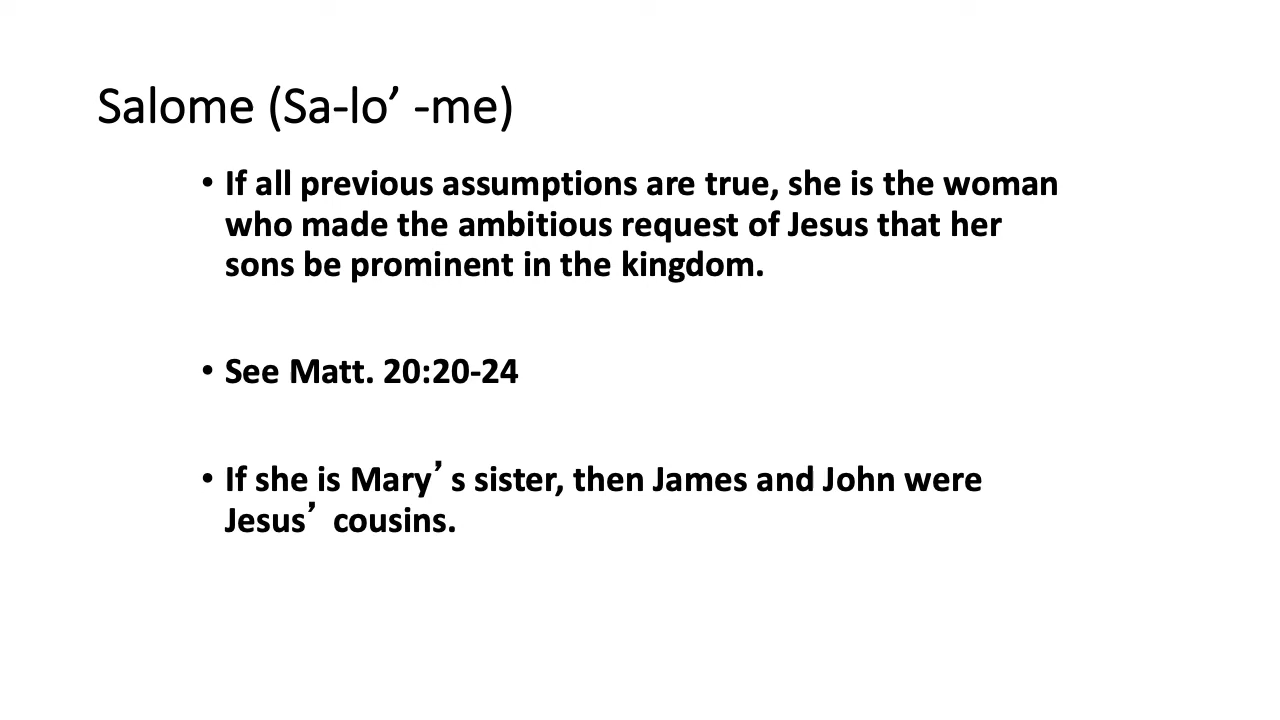 Salome (Sa-lo’ -me)
• If all previous assumptions are true, she is the woman
who made the ambitious request of Jesus that her
sons be prominent in the kingdom.
• See Matt. 20:20-24
• If she is Mary’s sister, then James and John were
Jesus’ cousins.